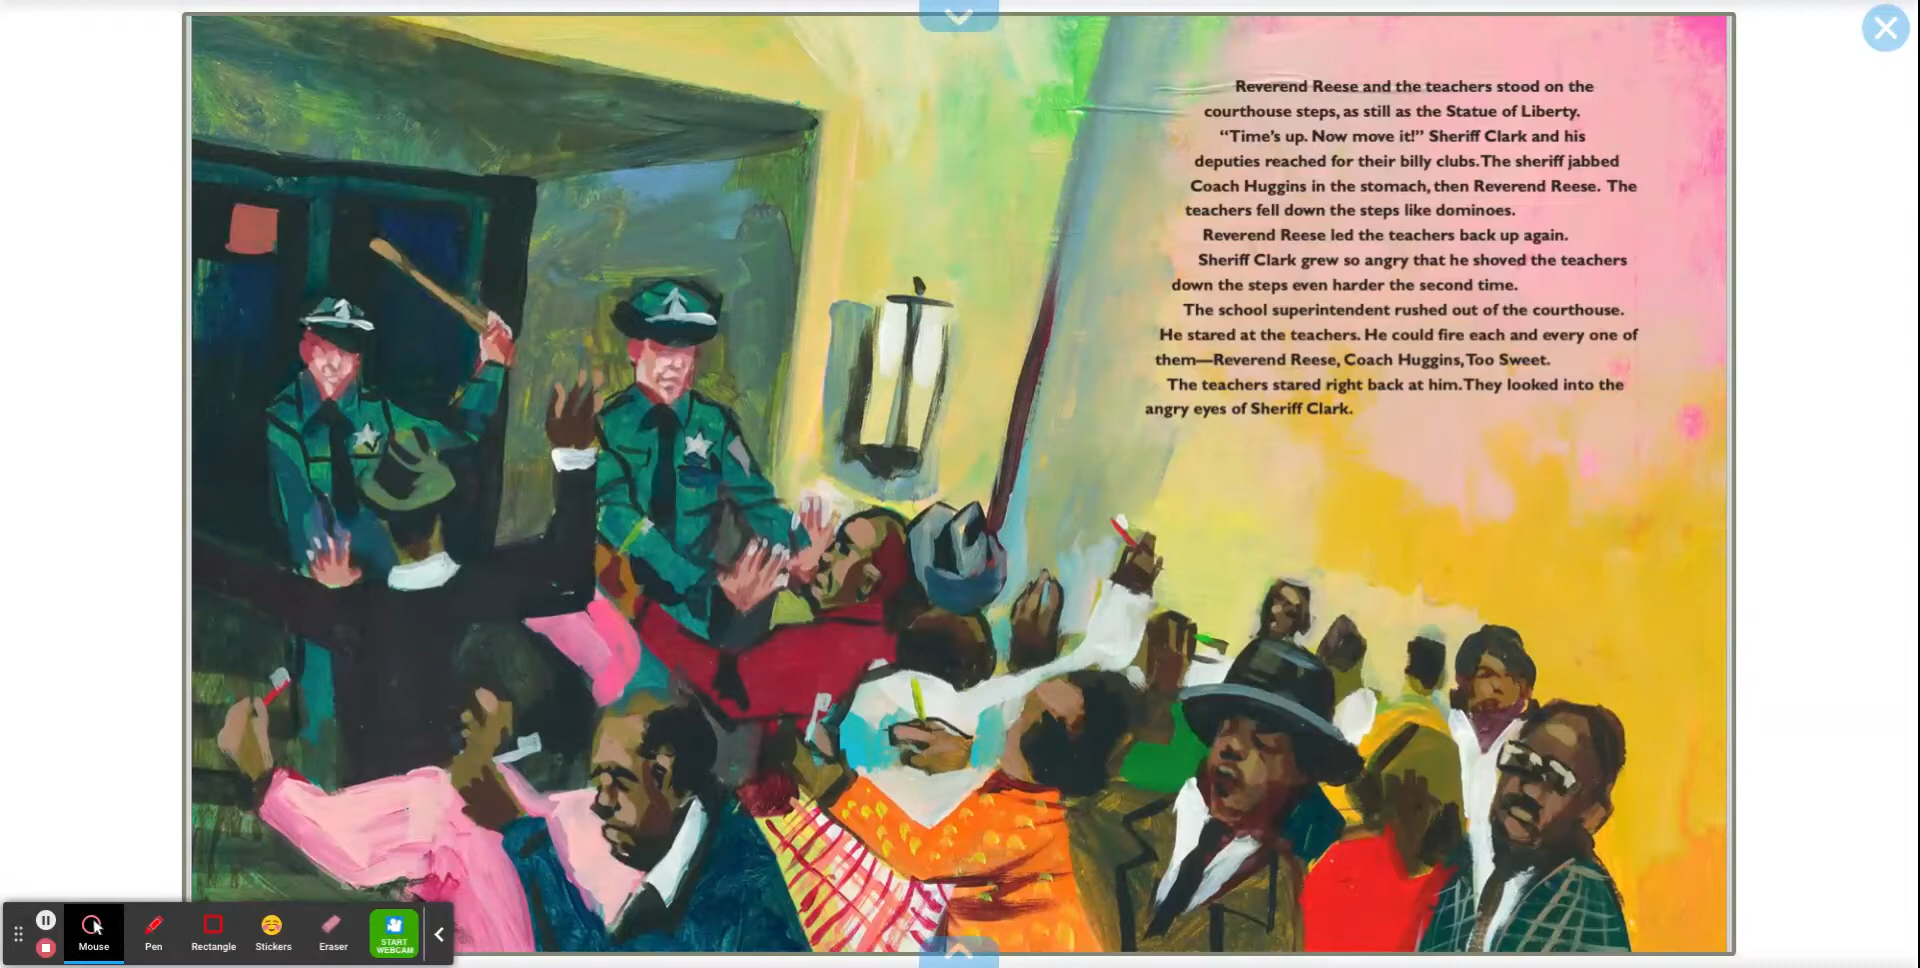 Reverend Reese and the teachers stood on the
courthouse steps, as still as the Statue of Liberty.
“Time’s up. Now move it!” Sheriff Clark and his
deputies reached for their billy clubs. The sheriff jabbed
Coach Huggins in the stomach, then Reverend Reese. The
teachers fell down the steps like dominoes.
Reverend Reese led the teachers back up again.
Sheriff Clark grew so angry that he shoved the teachers
down the steps even harder the second time.
The school superintendent rushed out of the courthouse.
He stared at the teachers. He could fire each and every one of
them—Reverend Reese, Coach Huggins, Too Sweet.
The teachers stared right back at him. They looked into the
angry eyes of Sheriff Clark.
Mouse
Pen
Rectangle
Stickers
Eraser
START
WEBCAM